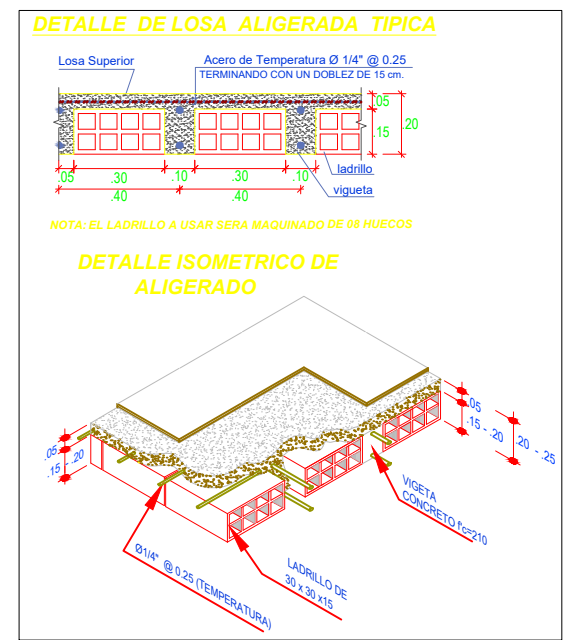 DETALLE DE LOSA ALIGERADA TIPICA
Losa Superior
Acero de Temperatura Ø 1/4" @ 0.25
TERMINANDO CON UN DOBLEZ DE 15 cm.
.05
.15
.20
ladrillo
vigueta
.05
.30
.10
.30
.10
.40
.40
NOTA: EL LADRILLO A USAR SERA MAQUINADO DE 08 HUECOS
DETALLE ISOMETRICO DE
ALIGERADO
.05
.15 - .20
.20 - .25
.05
.15 - .20
VIGETA
CONCRETO f'c=210
LADRILLO DE
30 x 30 x15
Ø1/4" @ 0.25 (TEMPERATURA)